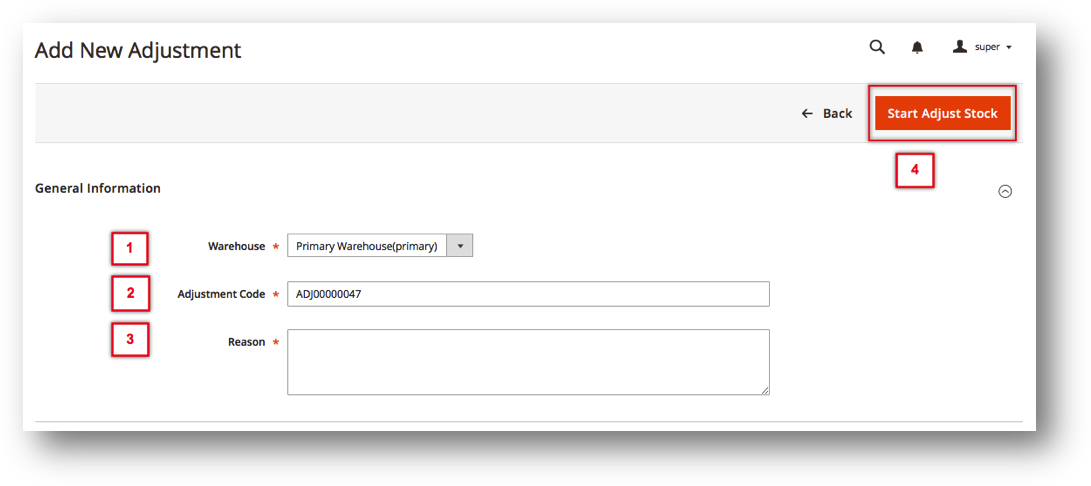 Add New Adjustment
super
Back
Start Adjust Stock
4
General Information
1
Warehouse *
Primary Warehouse(primary)
2
Adjustment Code *
ADJ00000047
3
Reason *